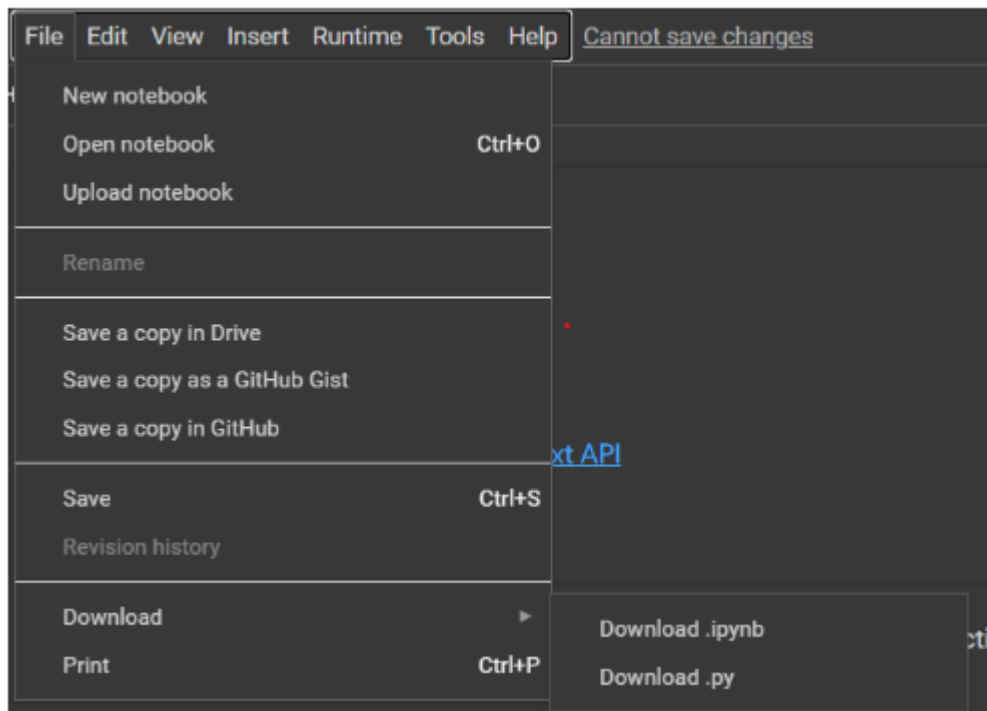 File Edit View Insert Runtime Tools Help Cannot save changes
New notebook
Open notebook Ctrl+O
Upload notebook
Rename
Save a copy in Drive
Save a copy as a GitHub Gist
Save a copy in GitHub
xt API
Save Ctrl+S
Revision history
Download
Download .ipynb
Print Ctrl+P
Download .py